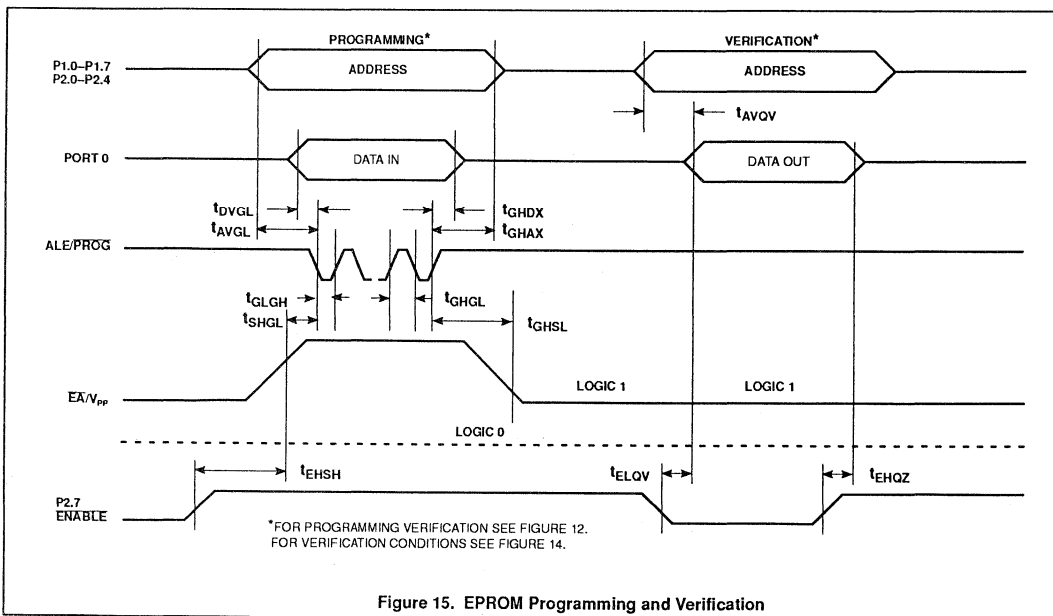 PROGRAMMING*
VERIFICATION*
P1.0–P1.7
P2.0–P2.4
ADDRESS
ADDRESS
tAVQV
PORT 0
DATA IN
DATA OUT
tDVGL
tGHDX
tAVGL
tGHAX
ALE/PROG
tGLGH
tGHGL
tSHGL
tGHSL
EA/VPP
LOGIC 1
LOGIC 1
LOGIC 0
tEHSH
tELQV
tEHQZ
P2.7
ENABLE
*FOR PROGRAMMING VERIFICATION SEE FIGURE 12.
FOR VERIFICATION CONDITIONS SEE FIGURE 14.
Figure 15. EPROM Programming and Verification